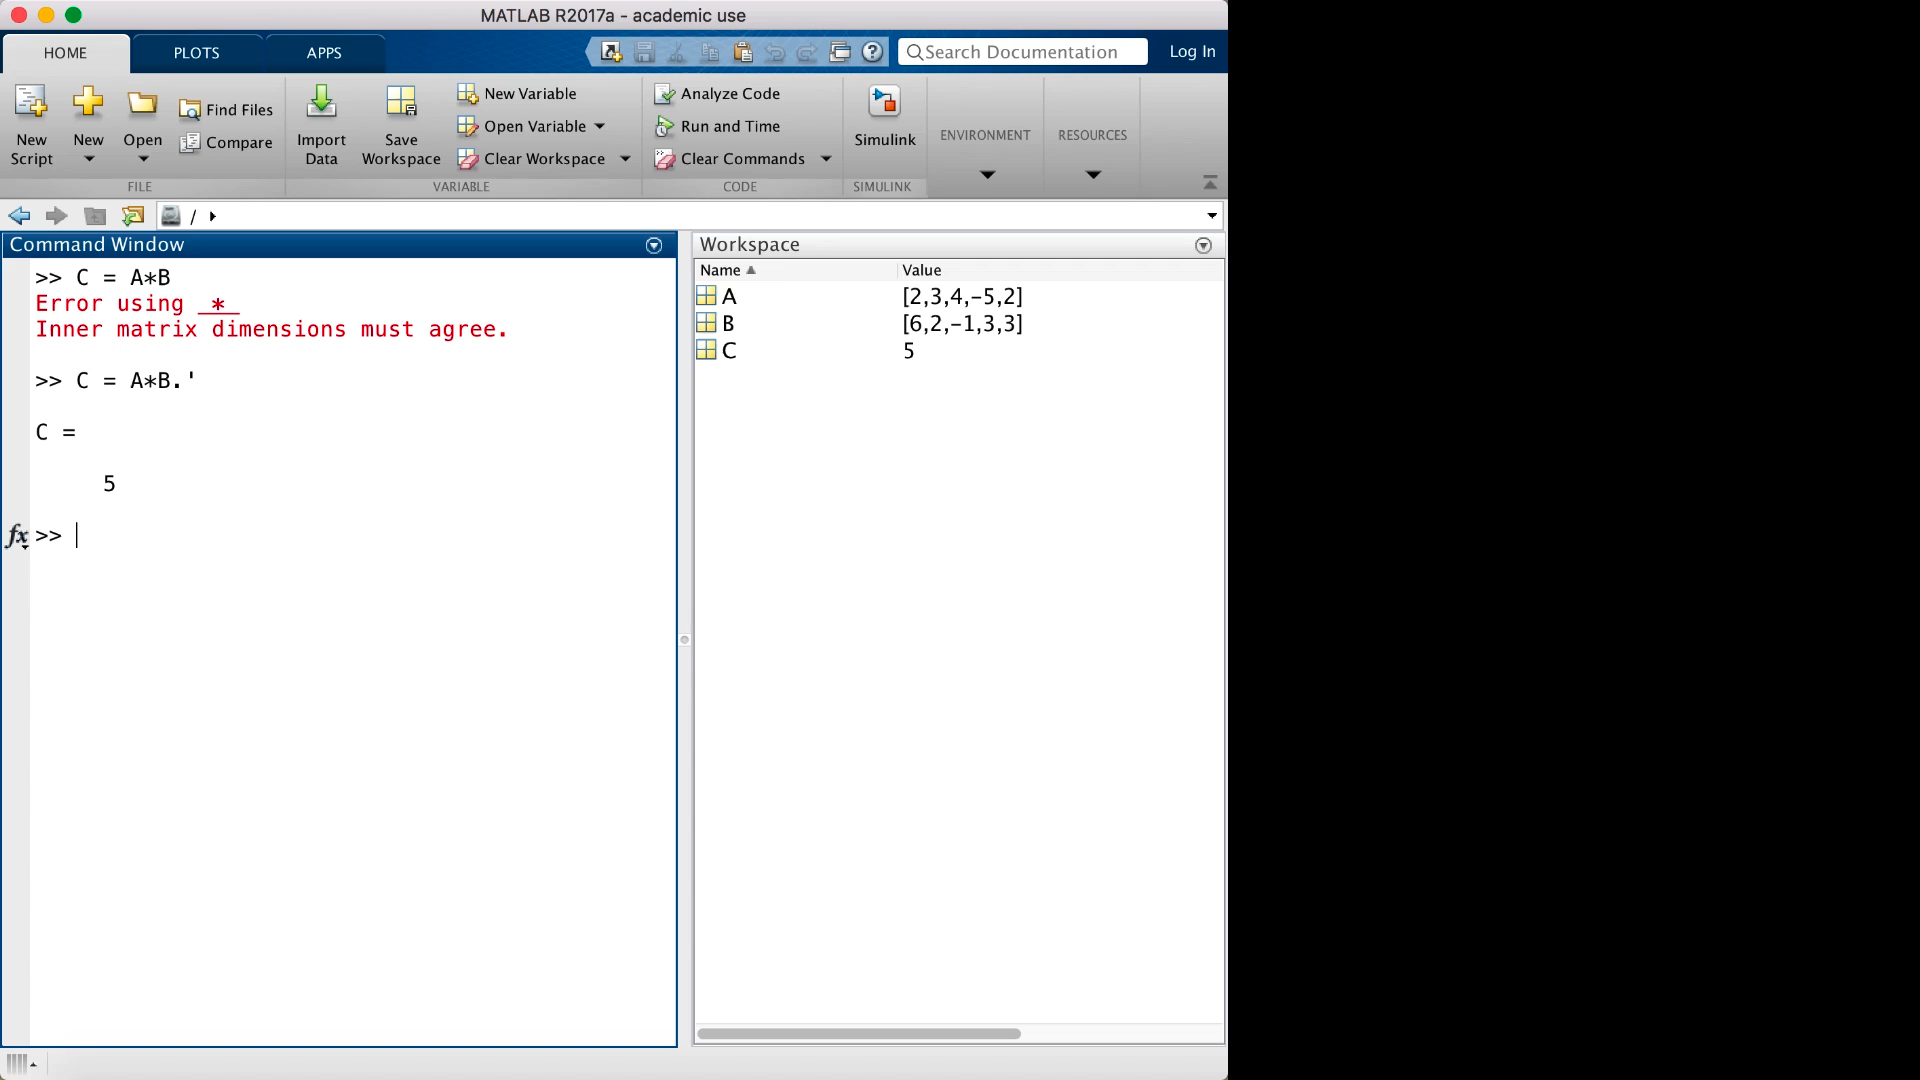 MATLAB R2017a - academic use
HOME
PLOTS
APPS
Search Documentation
Log In
New Script
New
Open
Find Files
Compare
Import Data
Save Workspace
New Variable
Open Variable
Clear Workspace
Analyze Code
Run and Time
Clear Commands
Simulink
ENVIRONMENT
RESOURCES
FILE
VARIABLE
CODE
SIMULINK
/
Command Window
>> C = A*B
Error using  *
Inner matrix dimensions must agree.
>> C = A*B.'
C =
5
fx >>
Workspace
Name Value
A [2,3,4,-5,2]
B [6,2,-1,3,3]
C 5